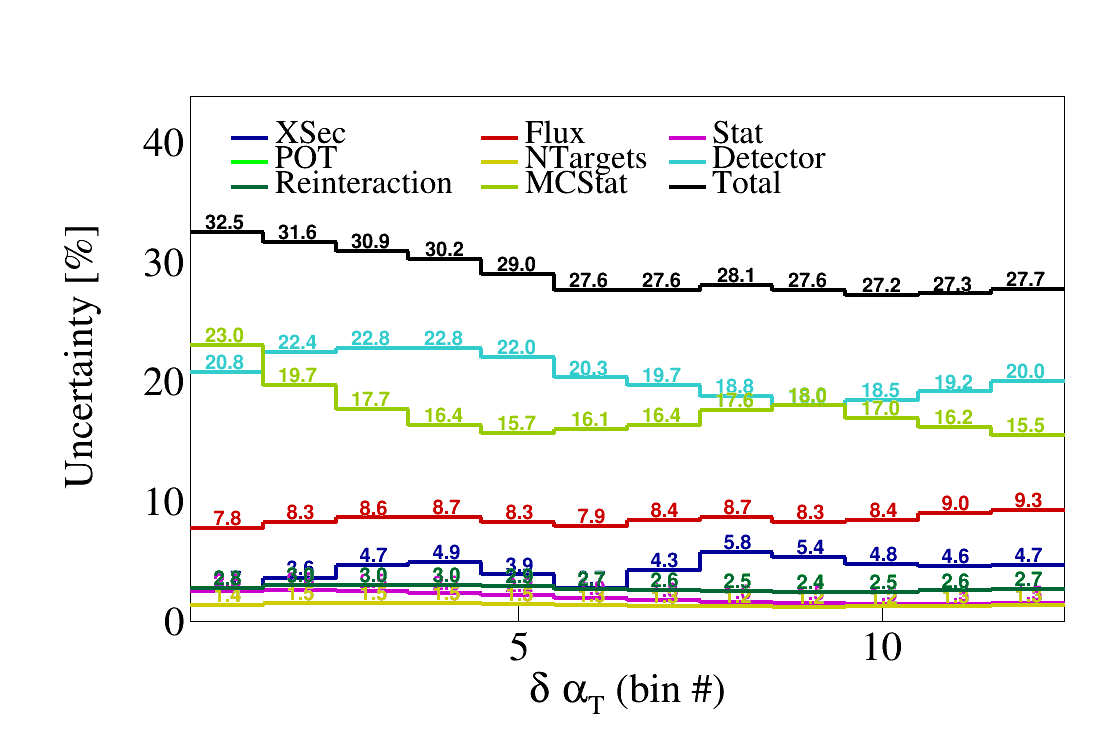 XSec Flux Stat
POT NTargets Detector
Reinteraction MCStat Total
40
30
20
10
0
Uncertainty [%]
32.5 31.6 30.9 30.2 29.0 27.6 27.6 28.1 27.6 27.2 27.3 27.7
20.8 22.4 22.8 22.8 22.0 20.3 19.7 18.8 18.5 19.2 20.0
23.0 19.7 17.7 16.4 15.7 16.1 16.4 17.6 18.0 17.0 16.2 15.5
7.8 8.3 8.6 8.7 8.3 7.9 8.4 8.7 8.3 8.4 9.0 9.3
3.6 4.7 4.9 3.9 4.3 5.8 5.4 4.8 4.6 4.7
3.0 3.0 2.7 2.6 2.5 2.4 2.5 2.6 2.7
1.4 1.5 1.5 1.5 1.5
5 10
δ αT (bin #)